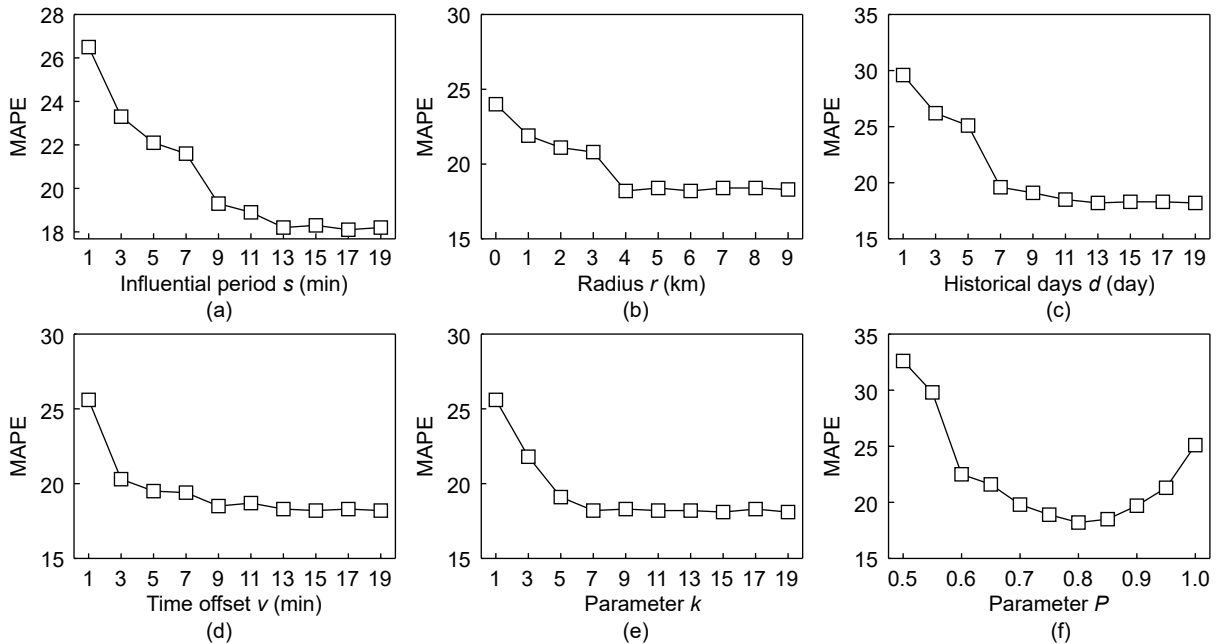 28
26
24
22
20
18
MAPE
1 3 5 7 9 11 13 15 17 19
Influential period s (min)
(a)
30
25
20
15
MAPE
0 1 2 3 4 5 6 7 8 9
Radius r (km)
(b)
35
30
25
20
15
MAPE
1 3 5 7 9 11 13 15 17 19
Historical days d (day)
(c)
30
25
20
15
MAPE
1 3 5 7 9 11 13 15 17 19
Time offset v (min)
(d)
30
25
20
15
MAPE
1 3 5 7 9 11 13 15 17 19
Parameter k
(e)
35
30
25
20
15
MAPE
0.5 0.6 0.7 0.8 0.9 1.0
Parameter P
(f)